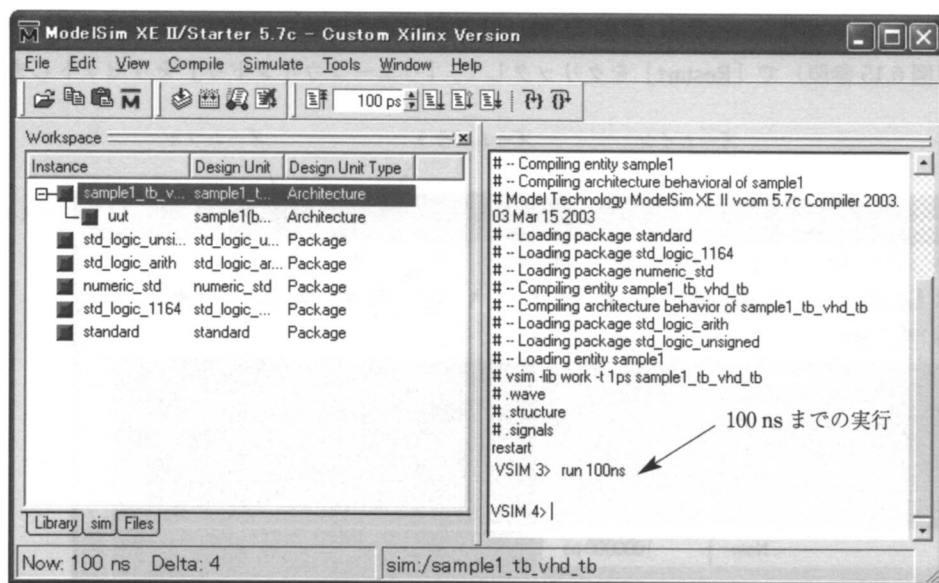 ModelSim XE II/Starter 5.7c - Custom Xilinx Version
File Edit View Compile Simulate Tools Window Help
100 ps
Workspace
Instance Design Unit Design Unit Type
sample1_tb_v... sample1_t... Architecture
uut sample1(b... Architecture
std_logic_unsi... std_logic_u... Package
std_logic_arith std_logic_ar... Package
numeric_std numeric_std Package
std_logic_1164 std_logic_... Package
standard standard Package
Library sim Files
# -- Compiling entity sample1
# -- Compiling architecture behavioral of sample1
# Model Technology ModelSim XE II vcom 5.7c Compiler 2003.
03 Mar 15 2003
# -- Loading package standard
# -- Loading package std_logic_1164
# -- Loading package numeric_std
# -- Compiling entity sample1_tb_vhd_tb
# -- Compiling architecture behavior of sample1_tb_vhd_tb
# -- Loading package std_logic_arith
# -- Loading package std_logic_unsigned
# -- Loading entity sample1
# vsim -lib work -t 1ps sample1_tb_vhd_tb
# .wave
# .structure
# .signals
restart
VSIM 3> run 100ns
100 ns までの実行
VSIM 4>
Now: 100 ns Delta: 4
sim:/sample1_tb_vhd_tb